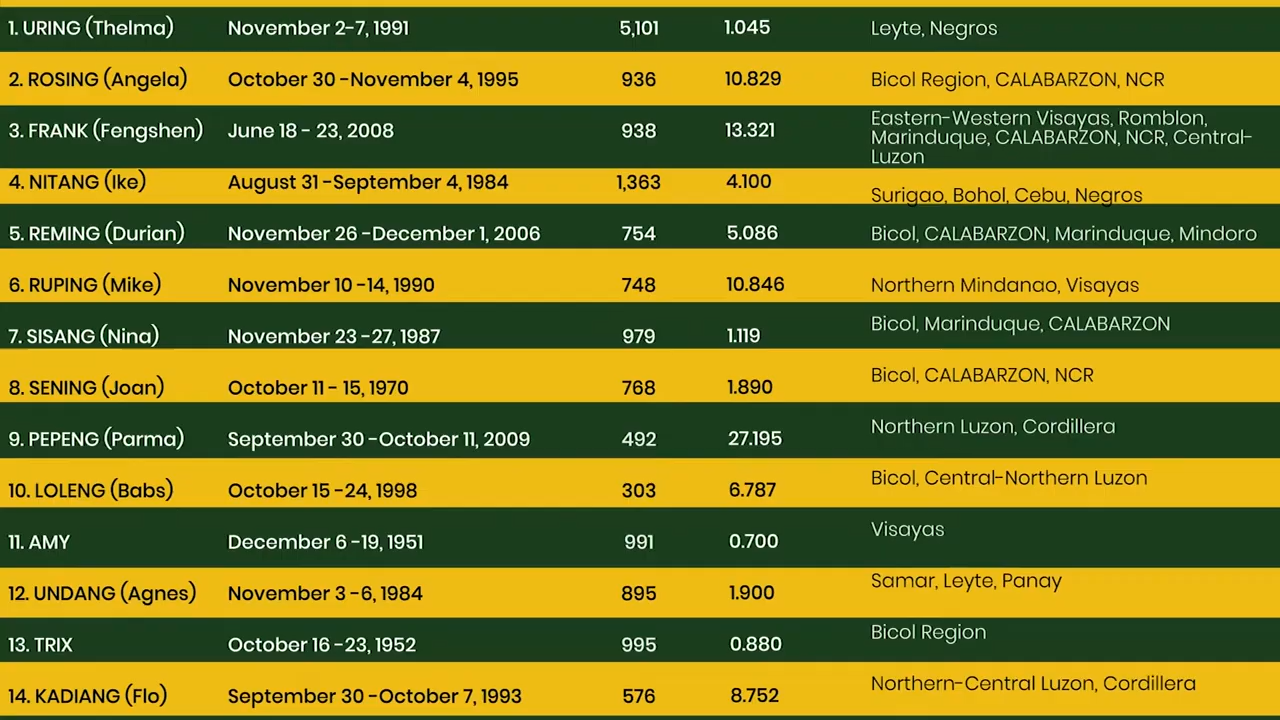 1. URING (Thelma) November 2-7, 1991 5,101 1.045 Leyte, Negros
2. ROSING (Angela) October 30 -November 4, 1995 936 10.829 Bicol Region, CALABARZON, NCR
3. FRANK (Fengshen) June 18 - 23, 2008 938 13.321 Eastern-Western Visayas, Romblon,
Marinduque, CALABARZON, NCR, Central-
Luzon
4. NITANG (Ike) August 31 -September 4, 1984 1,363 4.100 Surigao, Bohol, Cebu, Negros
5. REMING (Durian) November 26 -December 1, 2006 754 5.086 Bicol, CALABARZON, Marinduque, Mindoro
6. RUPING (Mike) November 10 -14, 1990 748 10.846 Northern Mindanao, Visayas
7. SISANG (Nina) November 23 -27, 1987 979 1.119 Bicol, Marinduque, CALABARZON
8. SENING (Joan) October 11 - 15, 1970 768 1.890 Bicol, CALABARZON, NCR
9. PEPENG (Parma) September 30 -October 11, 2009 492 27.195 Northern Luzon, Cordillera
10. LOLENG (Babs) October 15 -24, 1998 303 6.787 Bicol, Central-Northern Luzon
11. AMY December 6 -19, 1951 991 0.700 Visayas
12. UNDANG (Agnes) November 3 -6, 1984 895 1.900 Samar, Leyte, Panay
13. TRIX October 16 -23, 1952 995 0.880 Bicol Region
14. KADIANG (Flo) September 30 -October 7, 1993 576 8.752 Northern-Central Luzon, Cordillera